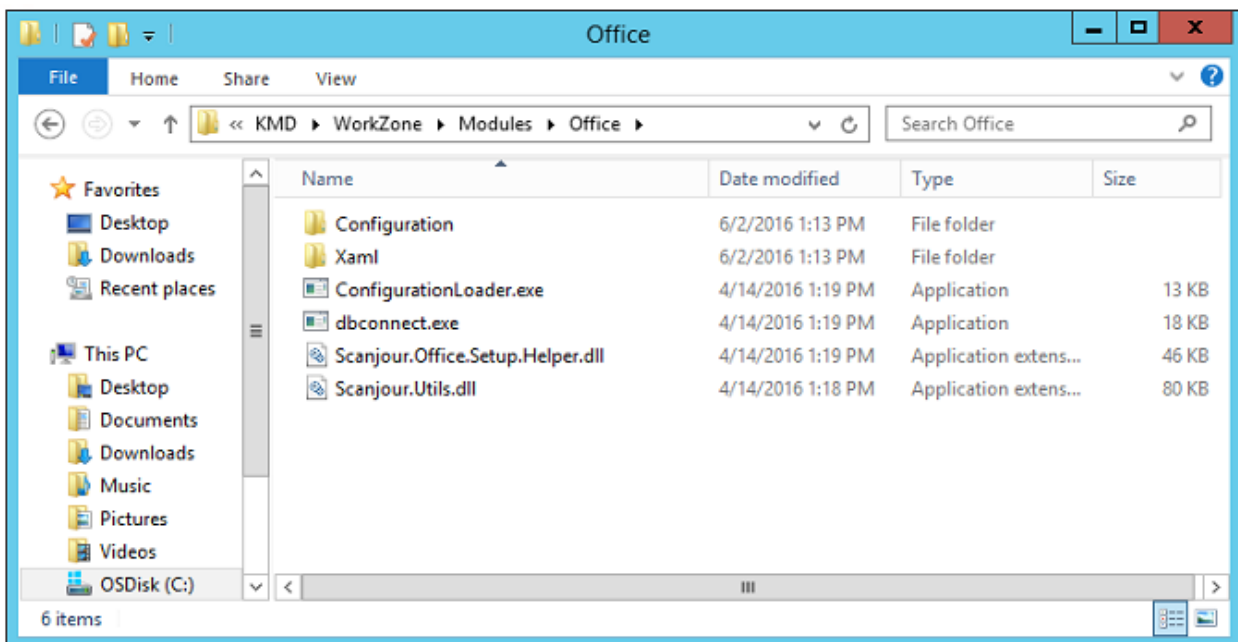 Office
File Home Share View
« KMD WorkZone Modules Office Search Office
Name Date modified Type Size
Favorites
Desktop
Downloads
Recent places
This PC
Desktop
Documents
Downloads
Music
Pictures
Videos
OSDisk (C:)
Configuration 6/2/2016 1:13 PM File folder
Xaml 6/2/2016 1:13 PM File folder
ConfigurationLoader.exe 4/14/2016 1:19 PM Application 13 KB
dbconnect.exe 4/14/2016 1:19 PM Application 18 KB
Scanjour.Office.Setup.Helper.dll 4/14/2016 1:19 PM Application extens... 46 KB
Scanjour.Utils.dll 4/14/2016 1:18 PM Application extens... 80 KB
6 items